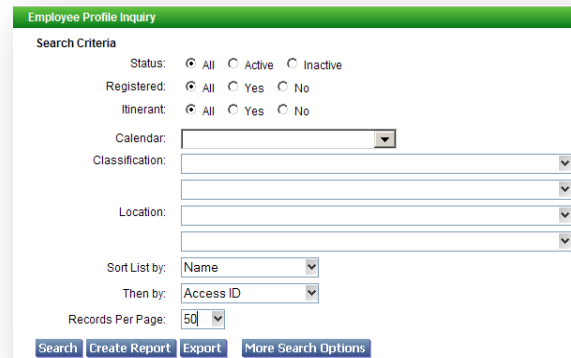 Employee Profile Inquiry
Search Criteria
Status: All Active Inactive
Registered: All Yes No
Itinerant: All Yes No
Calendar:
Classification:
Location:
Sort List by: Name
Then by: Access ID
Records Per Page: 50
Search Create Report Export More Search Options